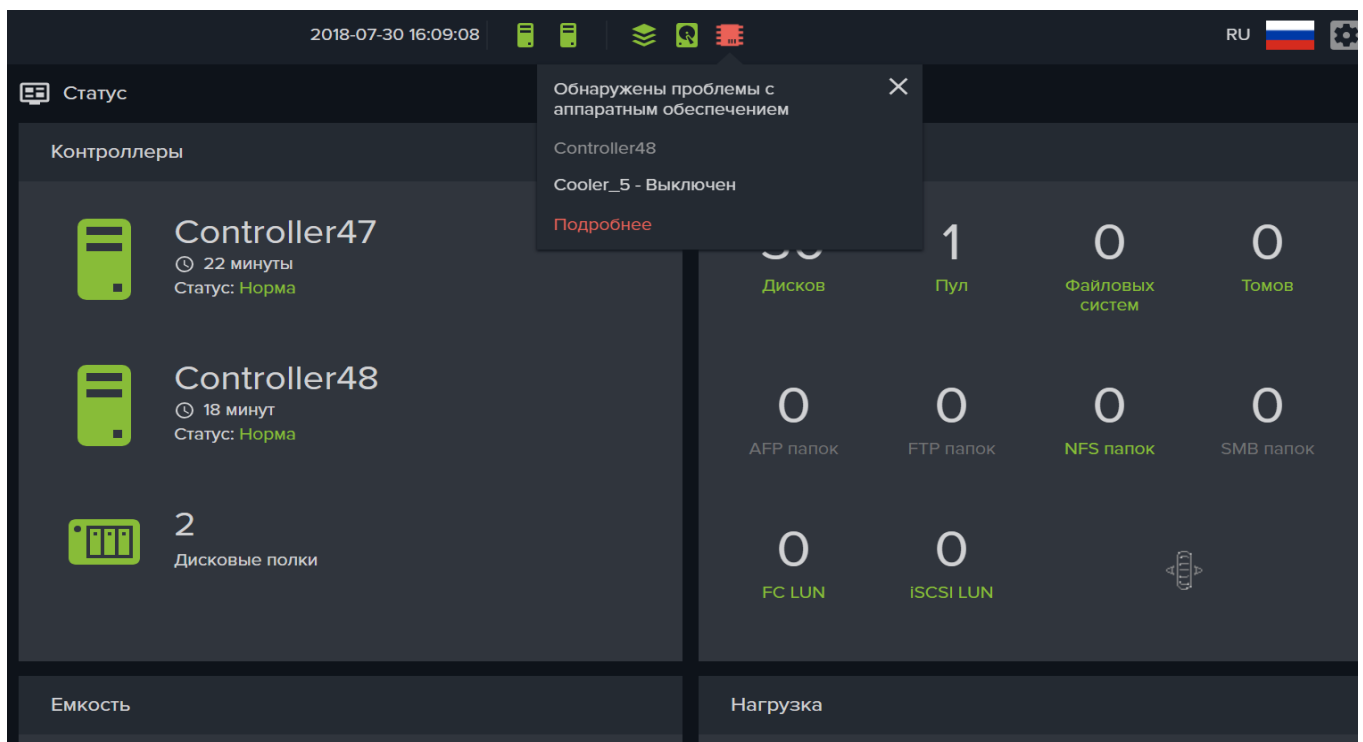 2018-07-30 16:09:08
RU
Статус
Обнаружены проблемы с
аппаратным обеспечением
Controller48
Cooler_5 - Выключен
Подробнее
Контроллеры
Controller47
22 минуты
Статус: Норма
Controller48
18 минут
Статус: Норма
2
Дисковые полки
1
0
0
Дисков
Пул
Файловых
систем
Томов
0
0
0
0
AFP папок
FTP папок
NFS папок
SMB папок
0
0
FC LUN
iSCSI LUN
Емкость
Нагрузка